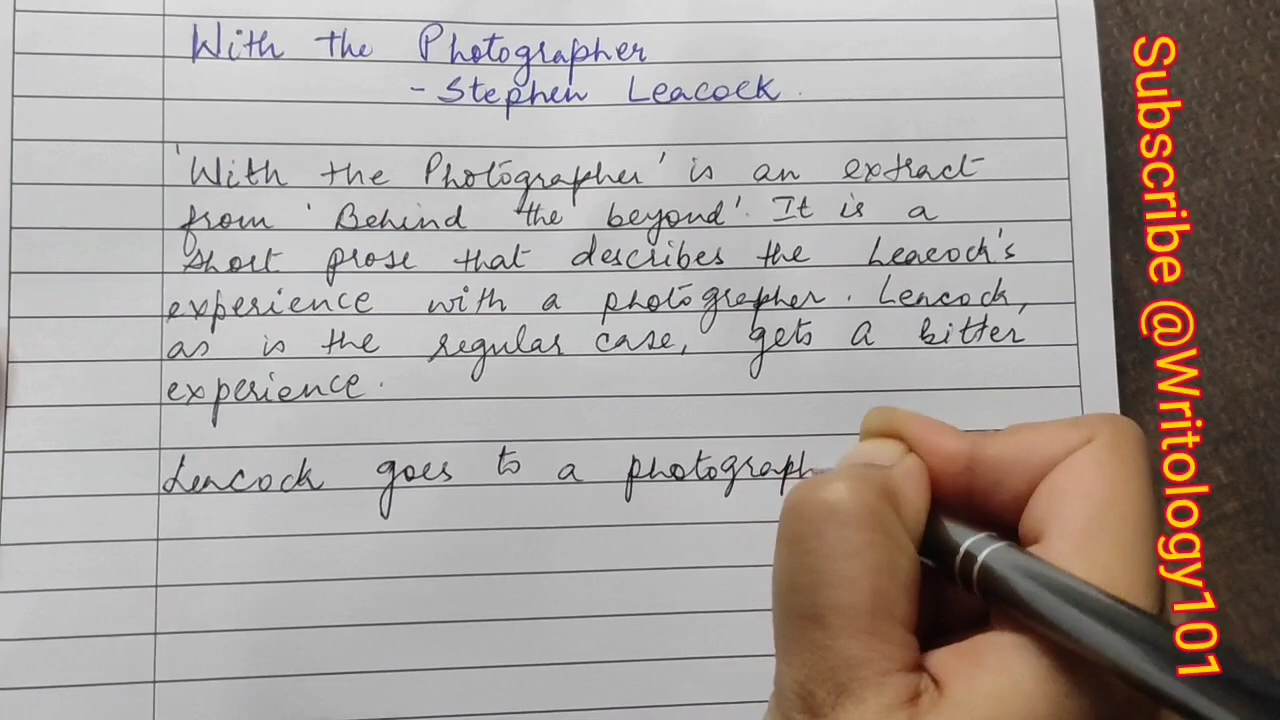 With the Photographer
- Stephen Leacock.
'With the Photographer' is an extract
from 'Behind the beyond'. It is a
short prose that describes the Leacock's
experience with a photographer. Leacock,
as is the regular case, gets a bitter
experience.
Leacock goes to a photograph
Subscribe @Writology101